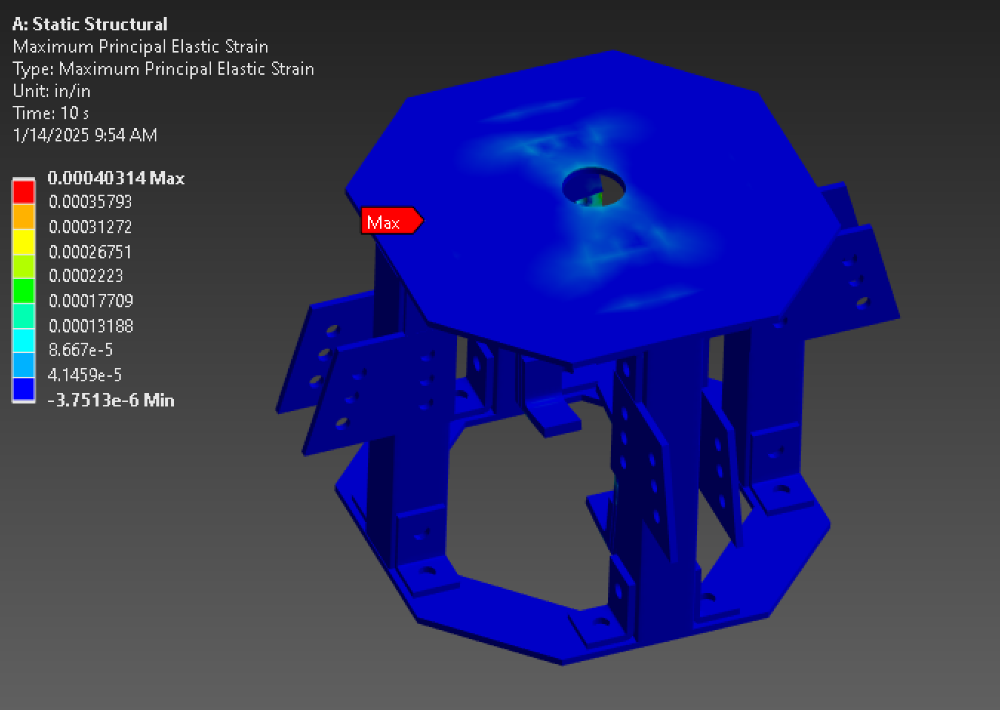 A: Static Structural
Maximum Principal Elastic Strain
Type: Maximum Principal Elastic Strain
Unit: in/in
Time: 10 s
1/14/2025 9:54 AM
0.00040314 Max
0.00035793
0.00031272
0.00026751
0.0002223
0.00017709
0.00013188
8.667e-5
4.1459e-5
-3.7513e-6 Min
Max